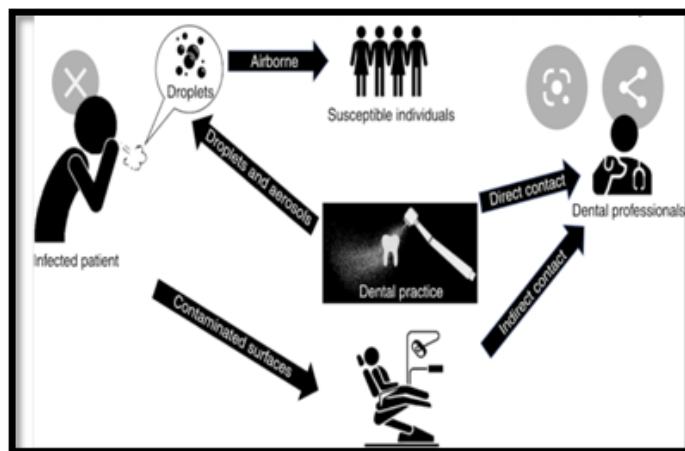 Droplets
Airborne
Susceptible individuals
Droplets and aerosols
Direct contact
Dental professionals
Infected patient
Dental practice
Contaminated surfaces
Indirect contact